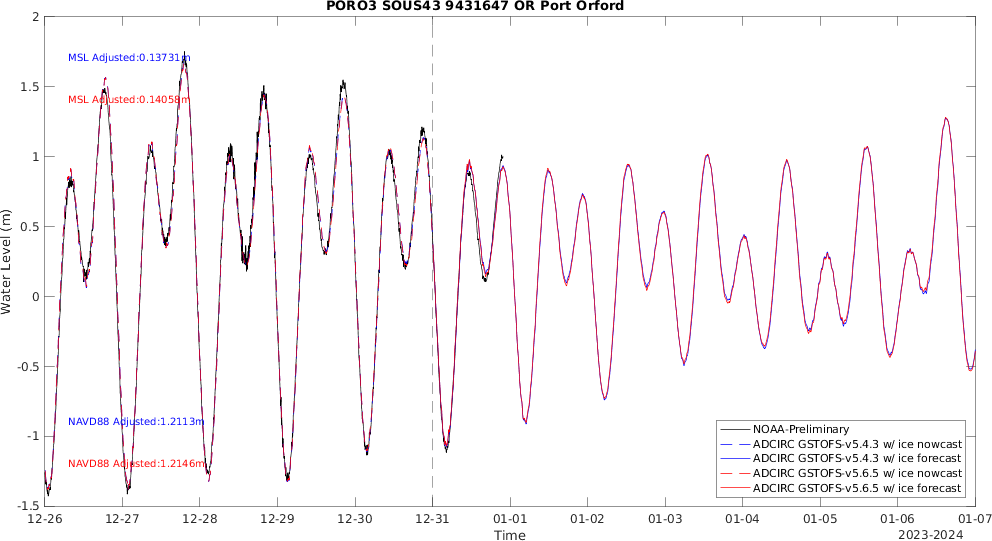 PORO3 SOUS43 9431647 OR Port Orford
2
1.5
1
0.5
0
-0.5
-1
-1.5
Water Level (m)
MSL Adjusted:0.13731m
MSL Adjusted:0.14058m
NAVD88 Adjusted:1.2113m
NAVD88 Adjusted:1.2146m
NOAA-Preliminary
ADCIRC GSTOFS-v5.4.3 w/ ice nowcast
ADCIRC GSTOFS-v5.4.3 w/ ice forecast
ADCIRC GSTOFS-v5.6.5 w/ ice nowcast
ADCIRC GSTOFS-v5.6.5 w/ ice forecast
12-26 12-27 12-28 12-29 12-30 12-31 01-01 01-02 01-03 01-04 01-05 01-06 01-07
Time
2023-2024